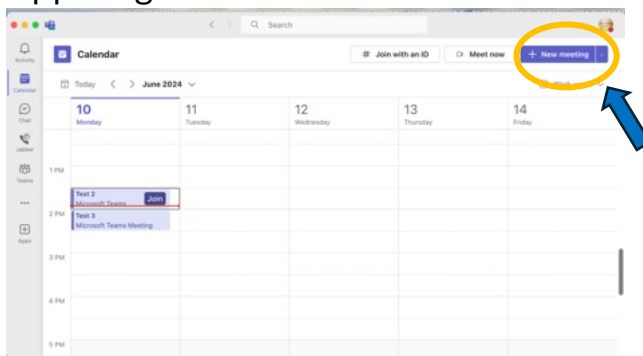 Search
Activity
Calendar
# Join with an ID
Meet now
+ New meeting
Calendar
Today
June 2024
Chat
10
11
12
13
14
Monday
Tuesday
Wednesday
Thursday
Friday
Jabber
Teams
1 PM
Test 2
Microsoft Teams
Join
2 PM
Test 3
Microsoft Teams Meeting
Apps
3 PM
4 PM
5 PM